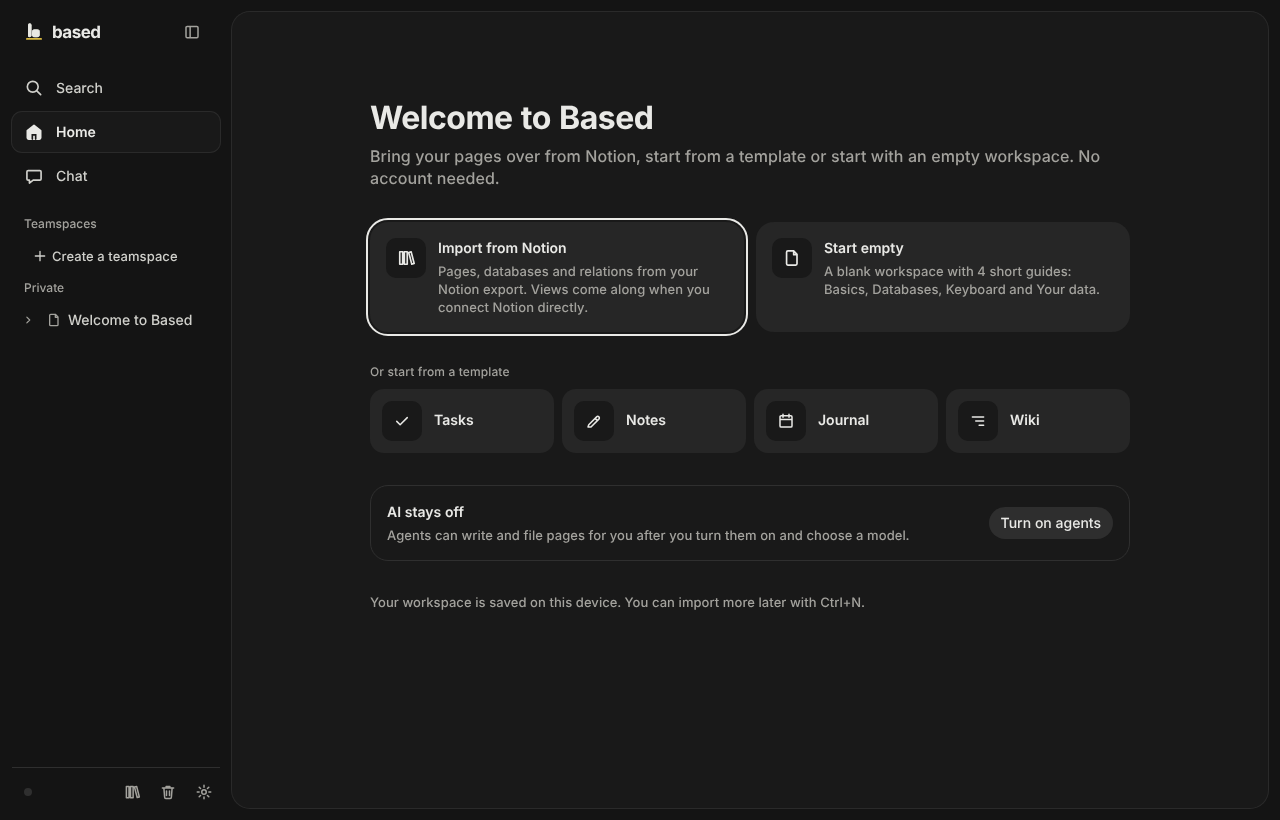 based
Search
Home
Chat
Teamspaces
Create a teamspace
Private
Welcome to Based
Welcome to Based
Bring your pages over from Notion, start from a template or start with an empty workspace. No
account needed.
Import from Notion
Pages, databases and relations from your
Notion export. Views come along when you
connect Notion directly.
Start empty
A blank workspace with 4 short guides:
Basics, Databases, Keyboard and Your data.
Or start from a template
Tasks
Notes
Journal
Wiki
AI stays off
Agents can write and file pages for you after you turn them on and choose a model.
Turn on agents
Your workspace is saved on this device. You can import more later with Ctrl+N.